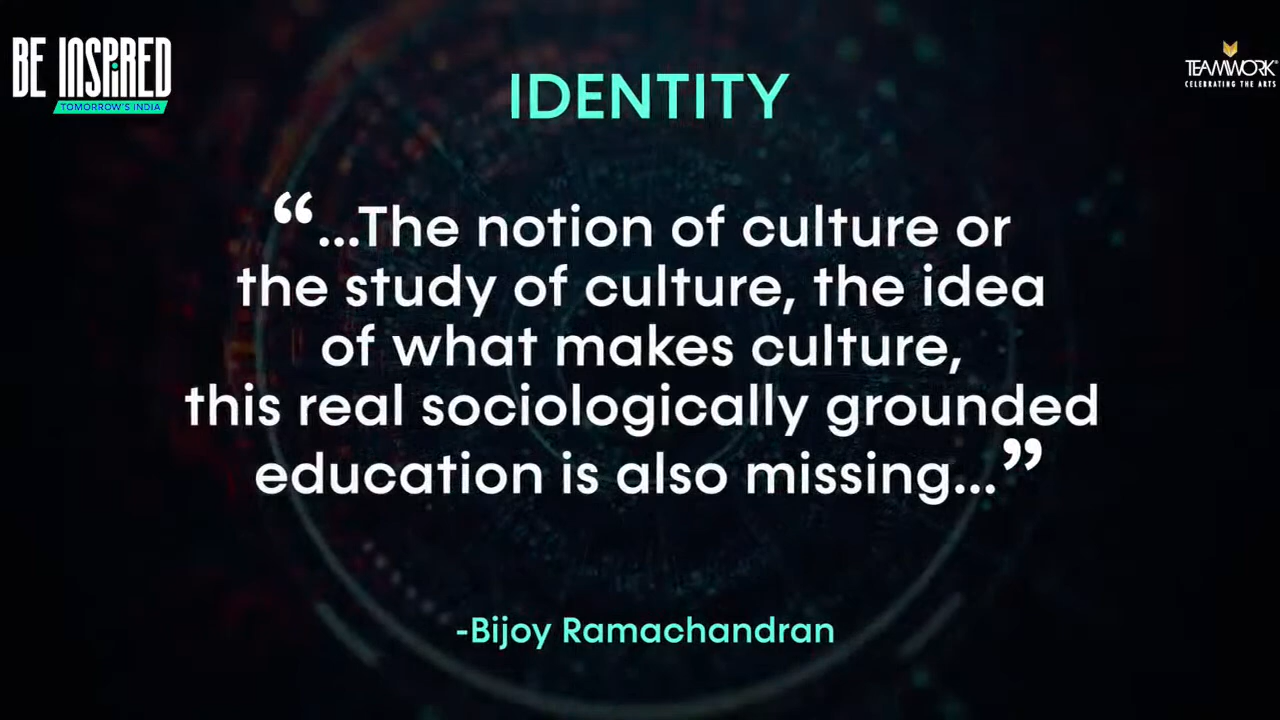 BE INSPIRED
TOMORROW'S INDIA
TEAMWORK®
CELEBRATING THE ARTS
IDENTITY
“...The notion of culture or
the study of culture, the idea
of what makes culture,
this real sociologically grounded
education is also missing...”
-Bijoy Ramachandran